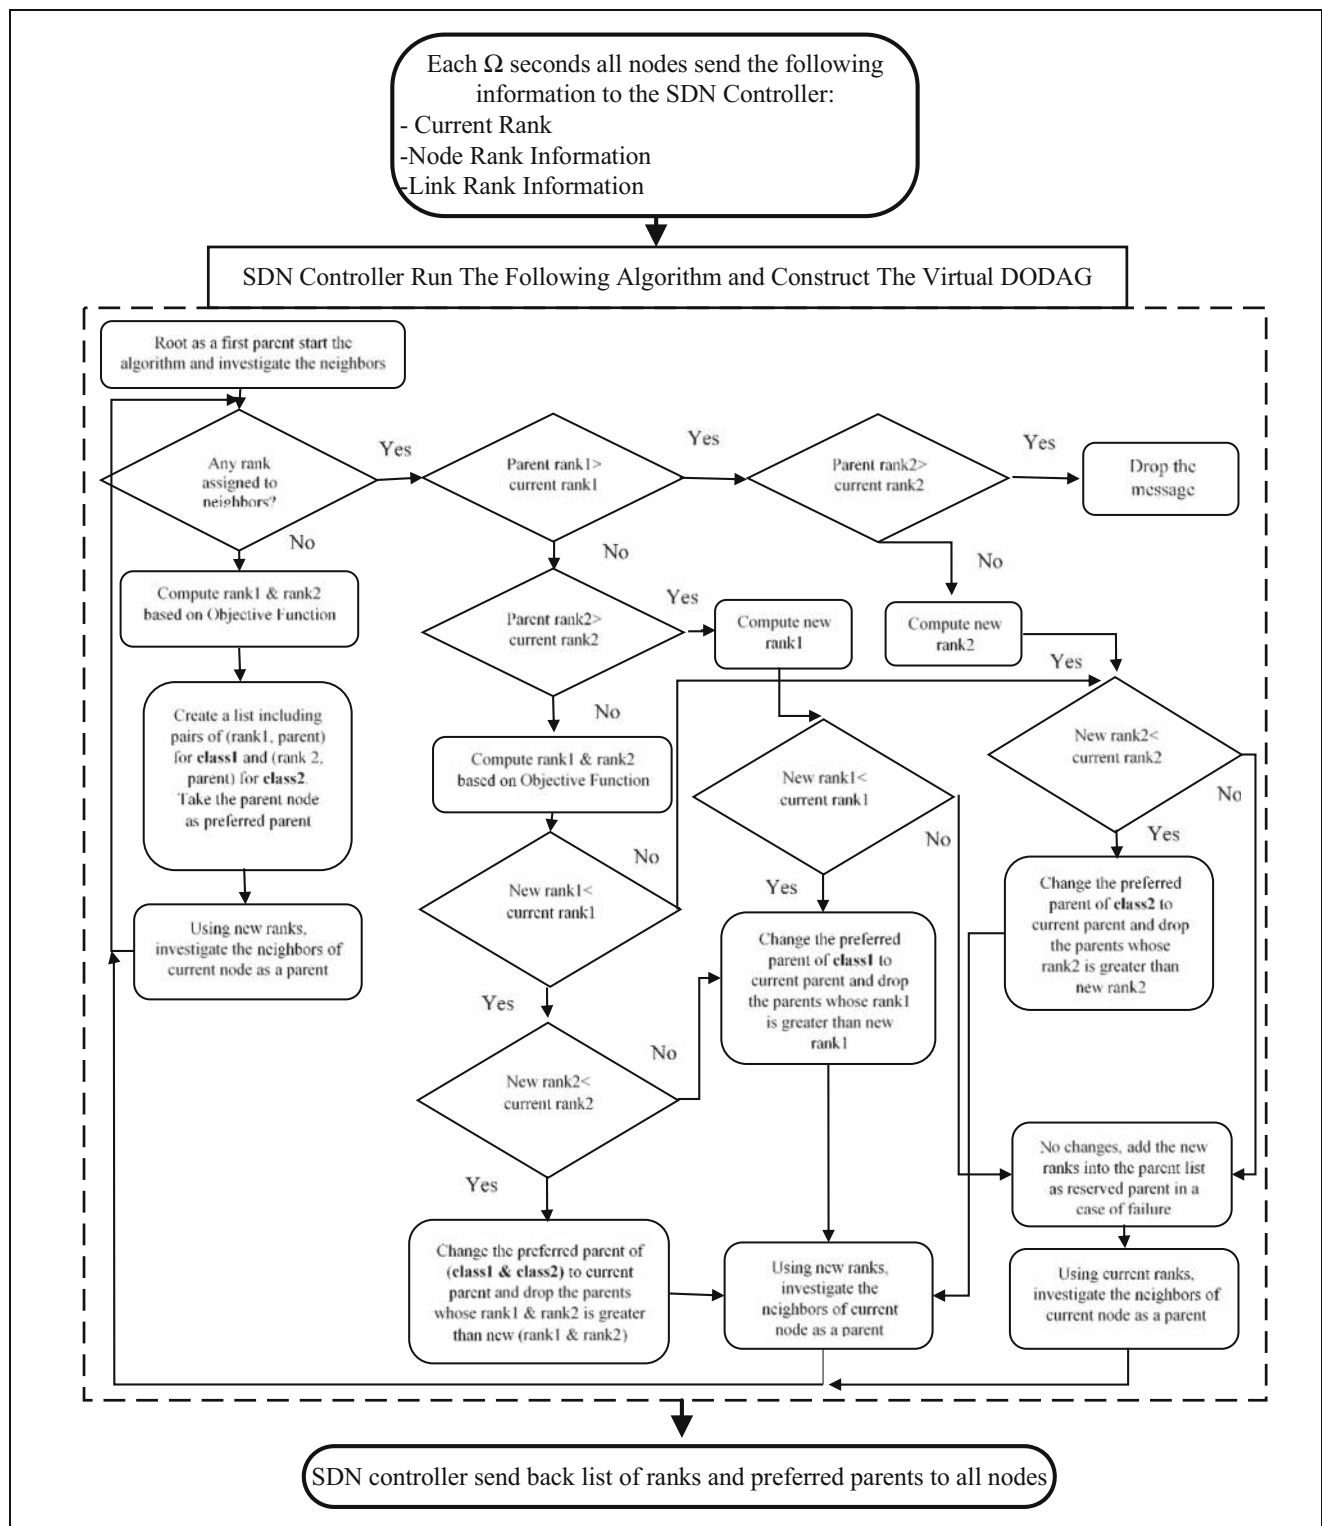 Each Ω seconds all nodes send the following
information to the SDN Controller:
- Current Rank
-Node Rank Information
-Link Rank Information
SDN Controller Run The Following Algorithm and Construct The Virtual DODAG
Root as a first parent start the
algorithm and investigate the neighbors
Any rank
assigned to
neighbors?
Yes
Parent rank1>
current rank1
Yes
Parent rank2>
current rank2
Yes
Drop the
message
No
No
No
Compute rank1 & rank2
based on Objective Function
Parent rank2>
current rank2
Yes
Compute new
rank1
Compute new
rank2
Yes
Create a list including
pairs of (rank1, parent)
for class1 and (rank 2,
parent) for class2.
Take the parent node
as preferred parent
No
Compute rank1 & rank2
based on Objective Function
New rank1<
current rank1
New rank2<
current rank2
No
No
No
Yes
Yes
New rank1<
current rank1
Using new ranks,
investigate the neighbors of
current node as a parent
Change the preferred
parent of class1 to
current parent and drop
the parents whose rank1
is greater than new
rank1
Change the preferred
parent of class2 to
current parent and drop
the parents whose
rank2 is greater than
new rank2
Yes
No
New rank2<
current rank2
Yes
No changes, add the new
ranks into the parent list
as reserved parent in a
case of failure
Change the preferred parent of
(class1 & class2) to current
parent and drop the parents
whose rank1 & rank2 is greater
than new (rank1 & rank2)
Using new ranks,
investigate the
neighbors of current
node as a parent
Using current ranks,
investigate the neighbors of
current node as a parent
SDN controller send back list of ranks and preferred parents to all nodes